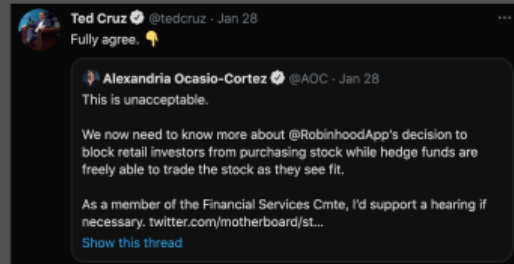 Ted Cruz @tedcruz · Jan 28 ...
Fully agree. 👇
Alexandria Ocasio-Cortez @AOC · Jan 28
This is unacceptable.
We now need to know more about @RobinhoodApp's decision to
block retail investors from purchasing stock while hedge funds are
freely able to trade the stock as they see fit.
As a member of the Financial Services Cmte, I'd support a hearing if
necessary. twitter.com/motherboard/st...
Show this thread